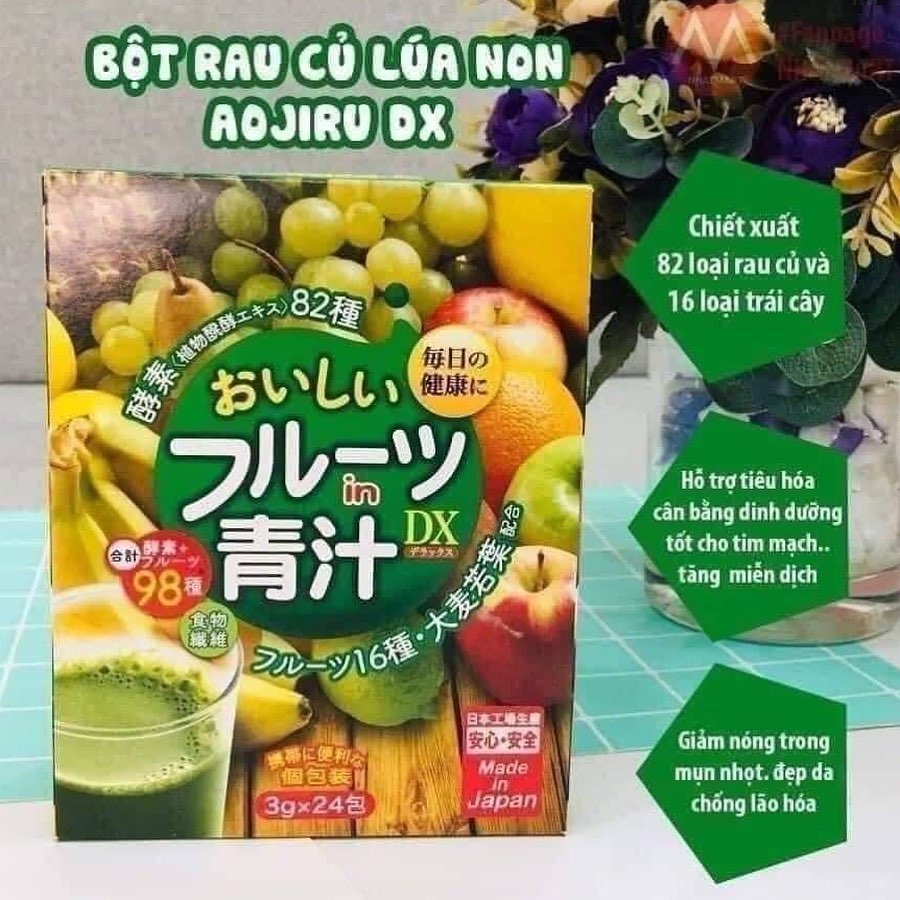 BỘT RAU CỦ LÚA NON
AOJIRU DX
#Fanpage
Chiết xuất
82 loại rau củ và
16 loại trái cây
Hỗ trợ tiêu hóa
cân bằng dinh dưỡng
tốt cho tim mạch..
tăng miễn dịch
Giảm nóng trong
mụn nhọt. đẹp da
chống lão hóa
酵素〈植物醗酵エキス〉82種
毎日の
健康に
おいしい
フルーツ
in
青汁
DX
デラックス
合計
酵素+
フルーツ
98種
食物
繊維
フルーツ16種・大麦若葉配合
携帯に便利な
個包装
3g×24包
日本工場生産
安心・安全
Made
in
Japan